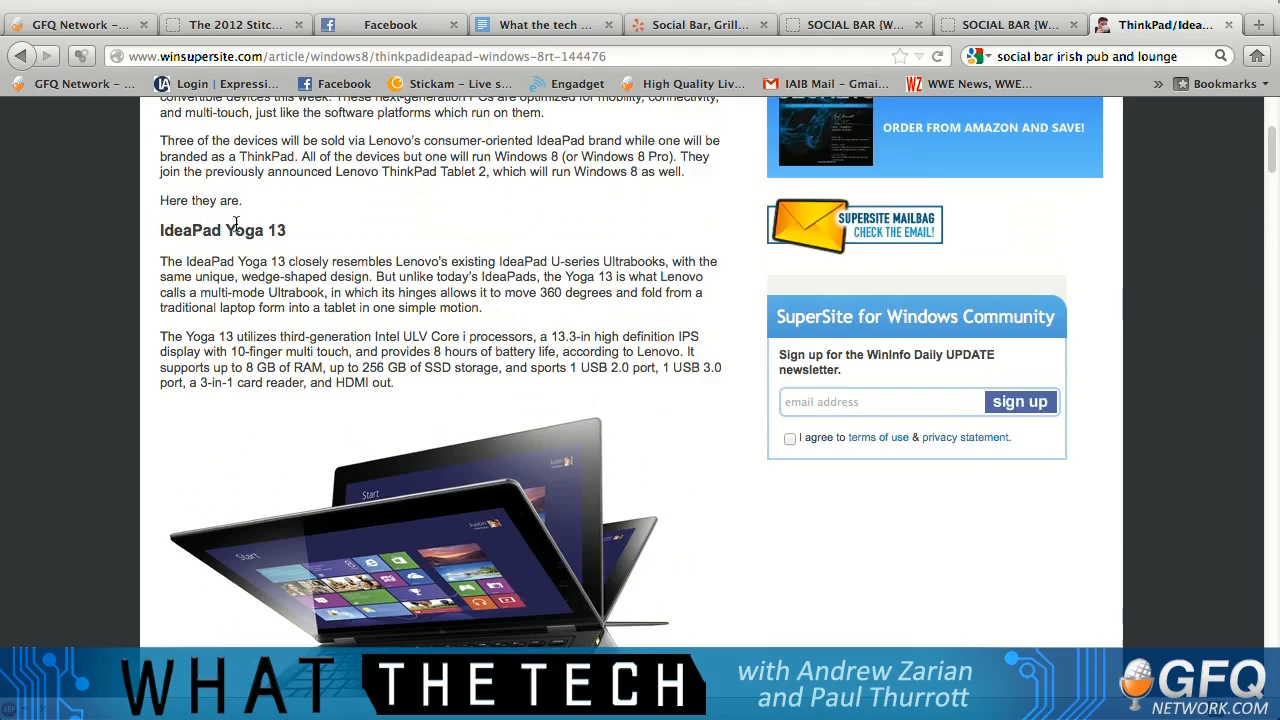 GFQ Network – ...
The 2012 Stitc...
Facebook
What the tech ...
Social Bar, Grill...
SOCIAL BAR {W...
SOCIAL BAR {W...
ThinkPad/Idea...
www.winsupersite.com/article/windows8/thinkpadideapad-windows-8rt-144476
social bar irish pub and lounge
GFQ Network – ...
Login | Expressi...
Facebook
Stickam – Live s...
Engadget
High Quality Liv...
IAIB Mail – Gmai...
WWE News, WWE...
Bookmarks
convertible devices this week. These next-generation PCs are optimized for mobility, connectivity,
and multi-touch, just like the software platforms which run on them.
Three of the devices will be sold via Lenovo's consumer-oriented IdeaPad brand while one will be
branded as a ThinkPad. All of the devices but one will run Windows 8 (or Windows 8 Pro). They
join the previously announced Lenovo ThinkPad Tablet 2, which will run Windows 8 as well.
Here they are.
IdeaPad Yoga 13
The IdeaPad Yoga 13 closely resembles Lenovo's existing IdeaPad U-series Ultrabooks, with the
same unique, wedge-shaped design. But unlike today's IdeaPads, the Yoga 13 is what Lenovo
calls a multi-mode Ultrabook, in which its hinges allows it to move 360 degrees and fold from a
traditional laptop form into a tablet in one simple motion.
The Yoga 13 utilizes third-generation Intel ULV Core i processors, a 13.3-in high definition IPS
display with 10-finger multi touch, and provides 8 hours of battery life, according to Lenovo. It
supports up to 8 GB of RAM, up to 256 GB of SSD storage, and sports 1 USB 2.0 port, 1 USB 3.0
port, a 3-in-1 card reader, and HDMI out.
ORDER FROM AMAZON AND SAVE!
SUPERSITE MAILBAG
CHECK THE EMAIL!
SuperSite for Windows Community
Sign up for the WinInfo Daily UPDATE
newsletter.
email address
sign up
I agree to terms of use & privacy statement.
Start
Justin
Start
Justin
Justin
WHAT THE TECH
with Andrew Zarian
and Paul Thurrott
GFQ
NETWORK.COM